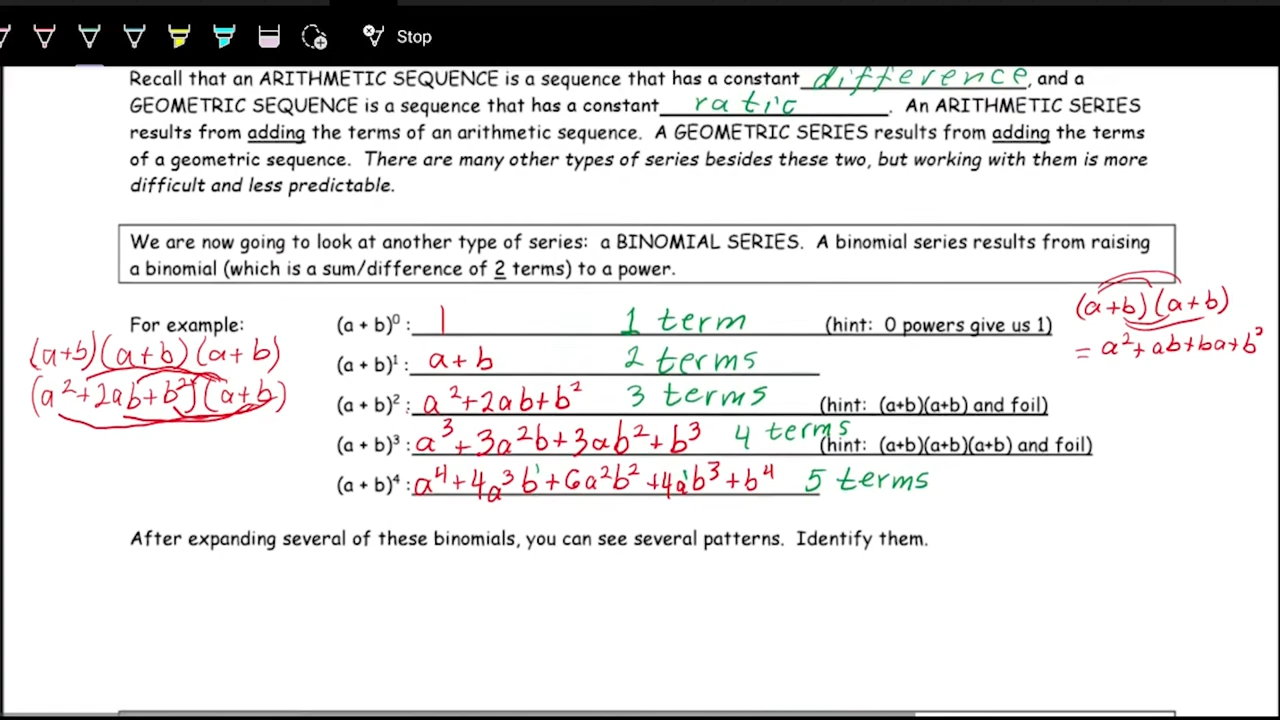 Stop
Recall that an ARITHMETIC SEQUENCE is a sequence that has a constant difference, and a
GEOMETRIC SEQUENCE is a sequence that has a constant ratio. An ARITHMETIC SERIES
results from adding the terms of an arithmetic sequence. A GEOMETRIC SERIES results from adding the terms
of a geometric sequence. There are many other types of series besides these two, but working with them is more
difficult and less predictable.
We are now going to look at another type of series: a BINOMIAL SERIES. A binomial series results from raising
a binomial (which is a sum/difference of 2 terms) to a power.
(a+b)(a+b)
= a²+ab+ba+b²
For example: (a + b)⁰ : 1 1 term (hint: 0 powers give us 1)
(a+b)(a+b)(a+b)
(a + b)¹ : a+b 2 terms
(a²+2ab+b²)(a+b)
(a + b)² : a²+2ab+b² 3 terms (hint: (a+b)(a+b) and foil)
(a + b)³ : a³+3a²b+3ab²+b³ 4 terms (hint: (a+b)(a+b)(a+b) and foil)
(a + b)⁴ : a⁴+4a³b¹+6a²b²+4a¹b³+b⁴ 5 terms
After expanding several of these binomials, you can see several patterns. Identify them.